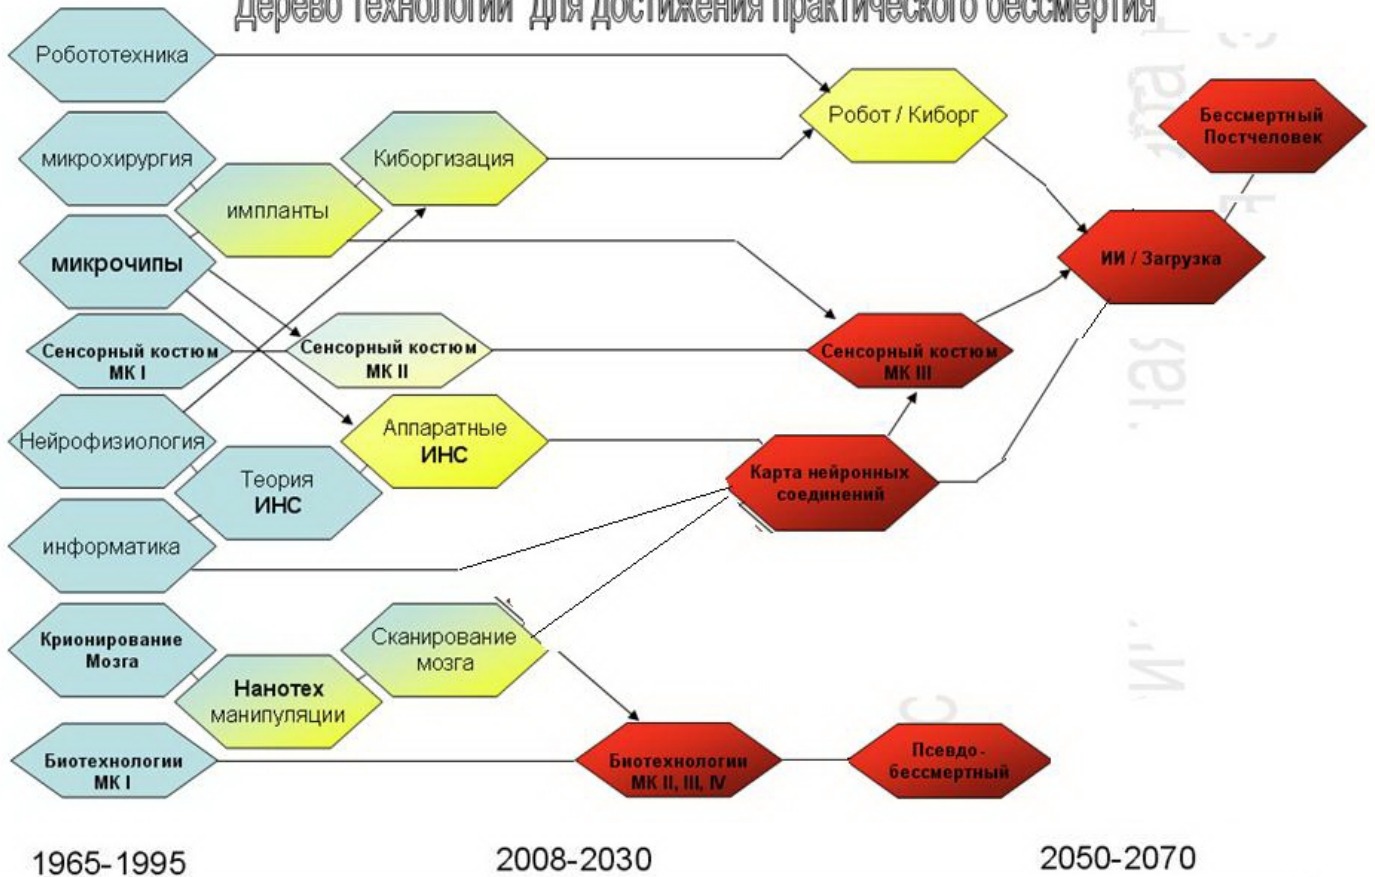 Дерево технологий для достижения практического бессмертия
Робототехника
микрохирургия
микрочипы
Сенсорный костюм
МК I
Нейрофизиология
информатика
Крионирование
Мозга
Биотехнологии
МК I
импланты
Теория
ИНС
Нанотех
манипуляции
Киборгизация
Сенсорный костюм
МК II
Аппаратные
ИНС
Сканирование
мозга
Биотехнологии
МК II, III, IV
Робот / Киборг
Сенсорный костюм
МК III
Карта нейронных
соединений
Псевдо-
бессмертный
ИИ / Загрузка
Бессмертный
Постчеловек
1965-1995
2008-2030
2050-2070